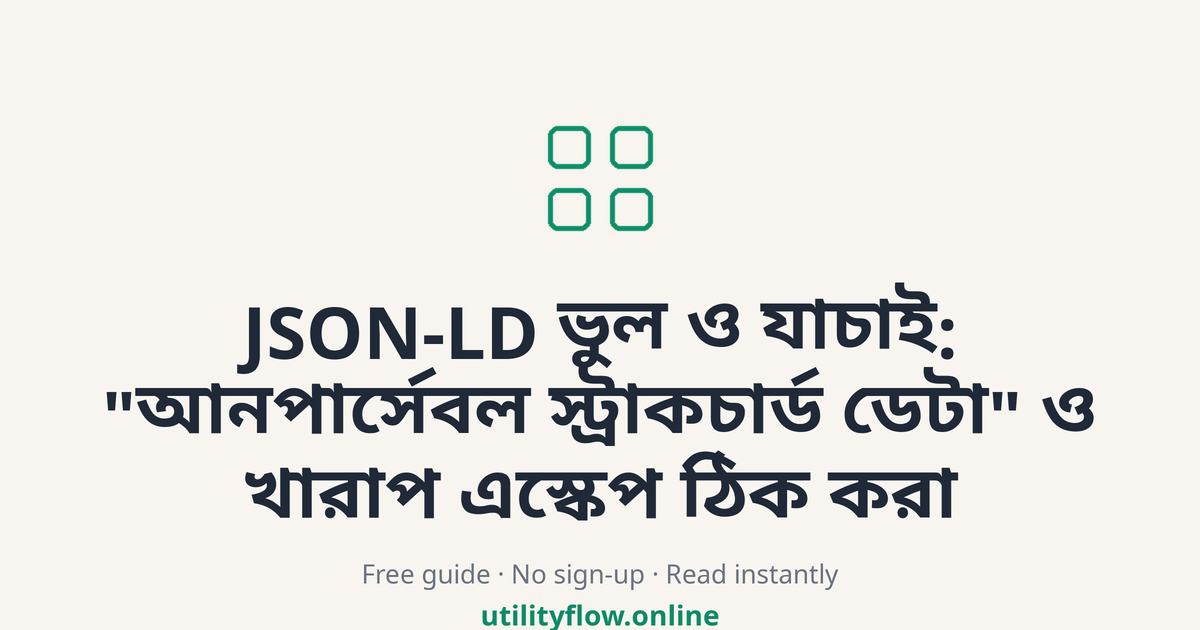 JSON-LD ভুল ও যাচাই:
"আনপার্সেবল স্ট্রাকচার্ড ডেটা" ও
খারাপ এস্কেপ ঠিক করা
Free guide · No sign-up · Read instantly
utilityflow.online